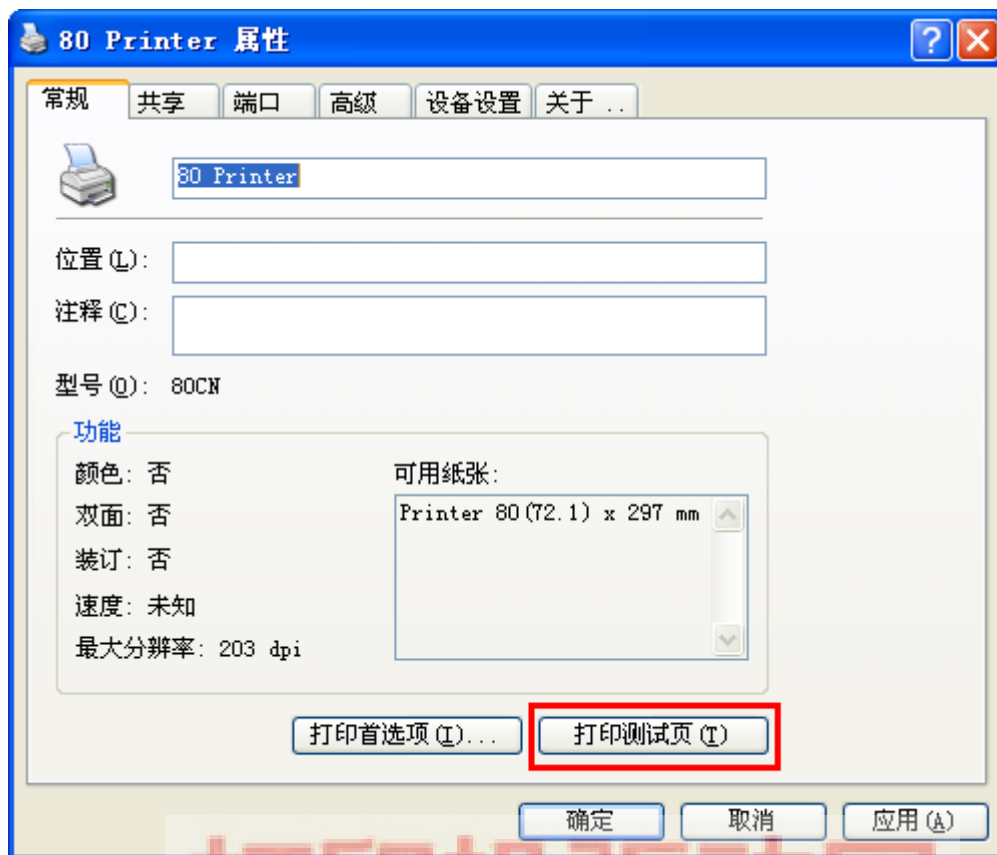 80 Printer 属性
常规 共享 端口 高级 设备设置 关于 ..
80 Printer
位置(L):
注释(C):
型号(O): 80CN
功能
颜色: 否
双面: 否
装订: 否
速度: 未知
最大分辨率: 203 dpi
可用纸张:
Printer 80(72.1) x 297 mm
打印首选项(I)... 打印测试页(T)
确定 取消 应用(A)